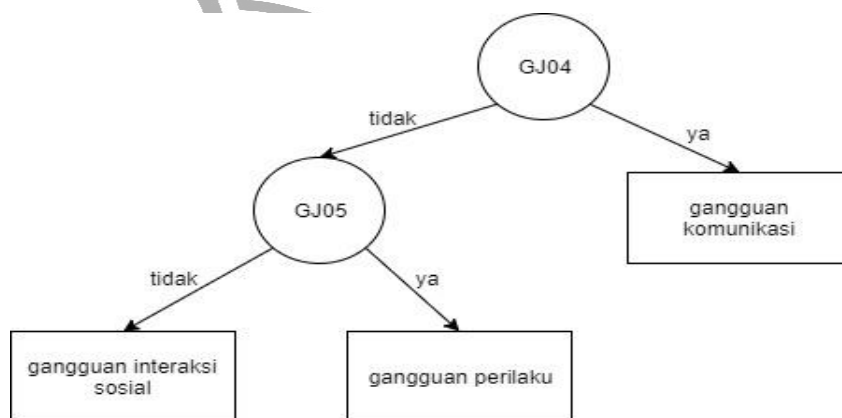 GJ04
tidak
ya
GJ05
gangguan
komunikasi
tidak
ya
gangguan interaksi
sosial
gangguan perilaku